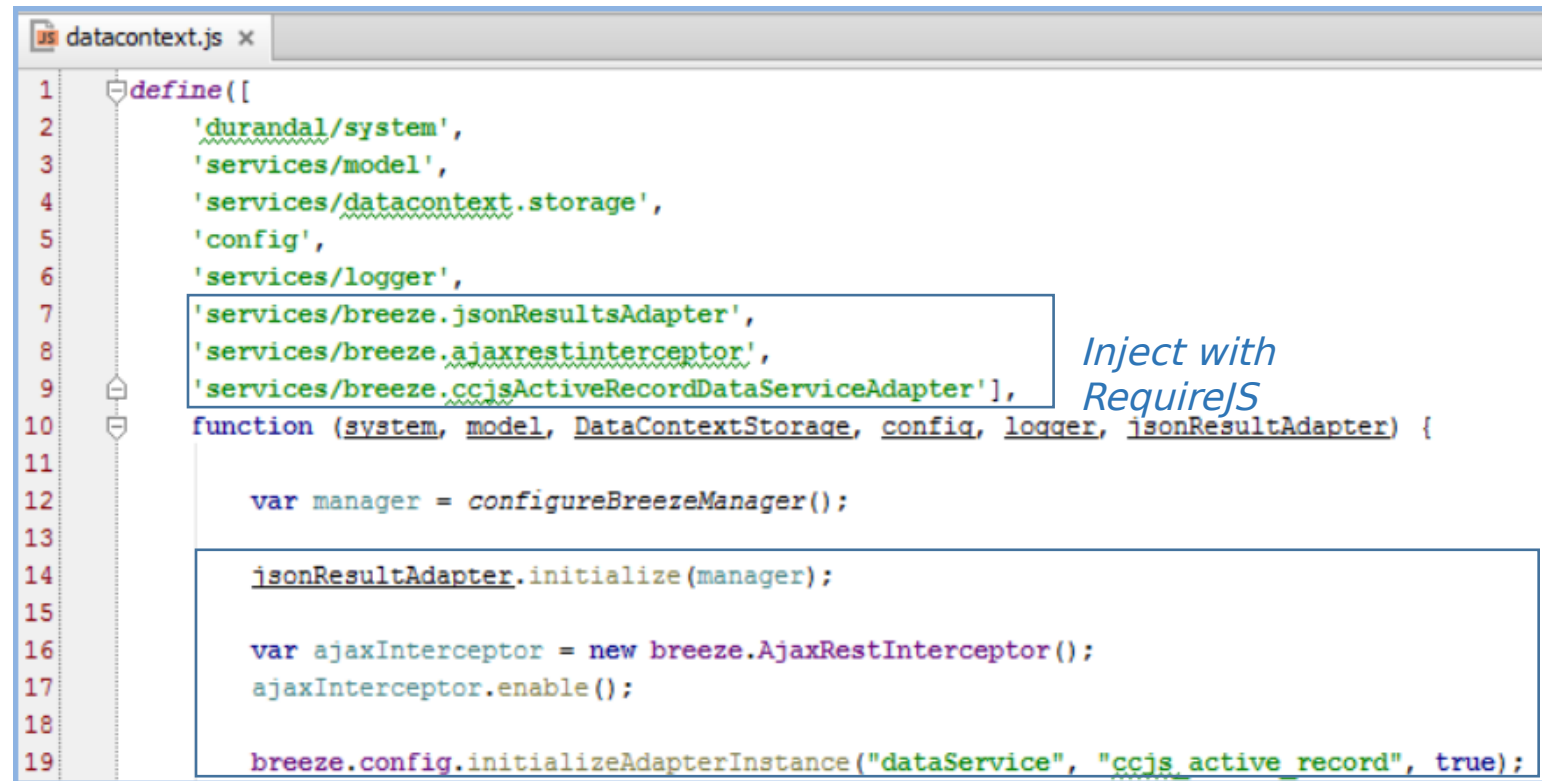 datacontext.js ×
1 define([
2 'durandal/system',
3 'services/model',
4 'services/datacontext.storage',
5 'config',
6 'services/logger',
7 'services/breeze.jsonResultsAdapter',
8 'services/breeze.ajaxrestinterceptor',
9 'services/breeze.ccjsActiveRecordDataServiceAdapter'],
Inject with
RequireJS
10 function (system, model, DataContextStorage, config, logger, jsonResultAdapter) {
11
12 var manager = configureBreezeManager();
13
14 jsonResultAdapter.initialize(manager);
15
16 var ajaxInterceptor = new breeze.AjaxRestInterceptor();
17 ajaxInterceptor.enable();
18
19 breeze.config.initializeAdapterInstance("dataService", "ccjs_active_record", true);